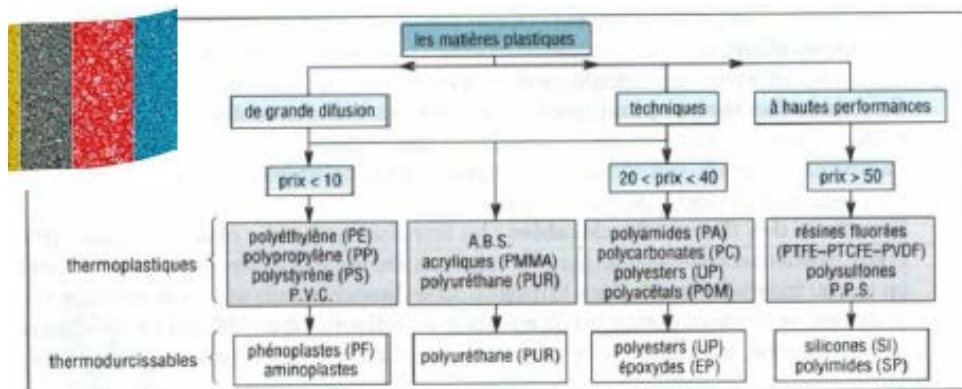 les matières plastiques
de grande difusion
techniques
à hautes performances
prix < 10
20 < prix < 40
prix > 50
thermoplastiques
polyéthylène (PE)
polypropylène (PP)
polystyrène (PS)
P.V.C.
A.B.S.
acryliques (PMMA)
polyuréthane (PUR)
polyamides (PA)
polycarbonates (PC)
polyesters (UP)
polyacétals (POM)
résines fluorées
(PTFE–PTCFE–PVDF)
polysulfones
P.P.S.
thermodurcissables
phénoplastes (PF)
aminoplastes
polyuréthane (PUR)
polyesters (UP)
époxydes (EP)
silicones (SI)
polyimides (SP)